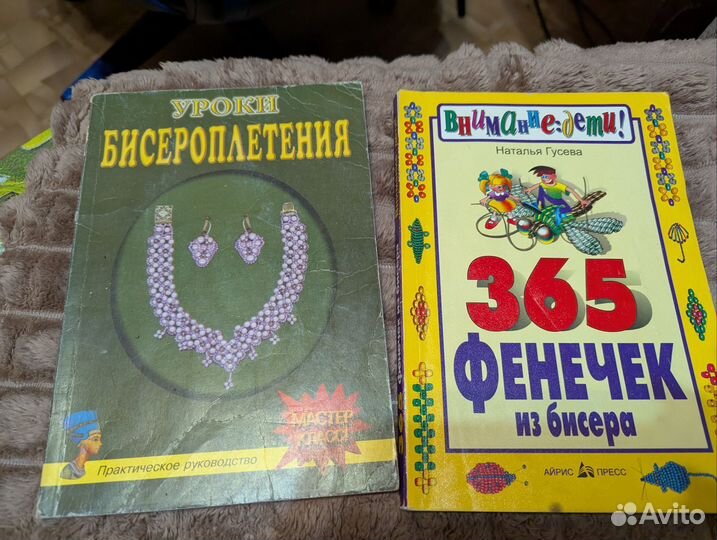 УРОКИ
БИСЕРОПЛЕТЕНИЯ
МАСТЕР
КЛАСС
Практическое руководство
Внимание: дети!
Наталья Гусева
365
ФЕНЕЧЕК
из бисера
АЙРИС ПРЕСС
Avito